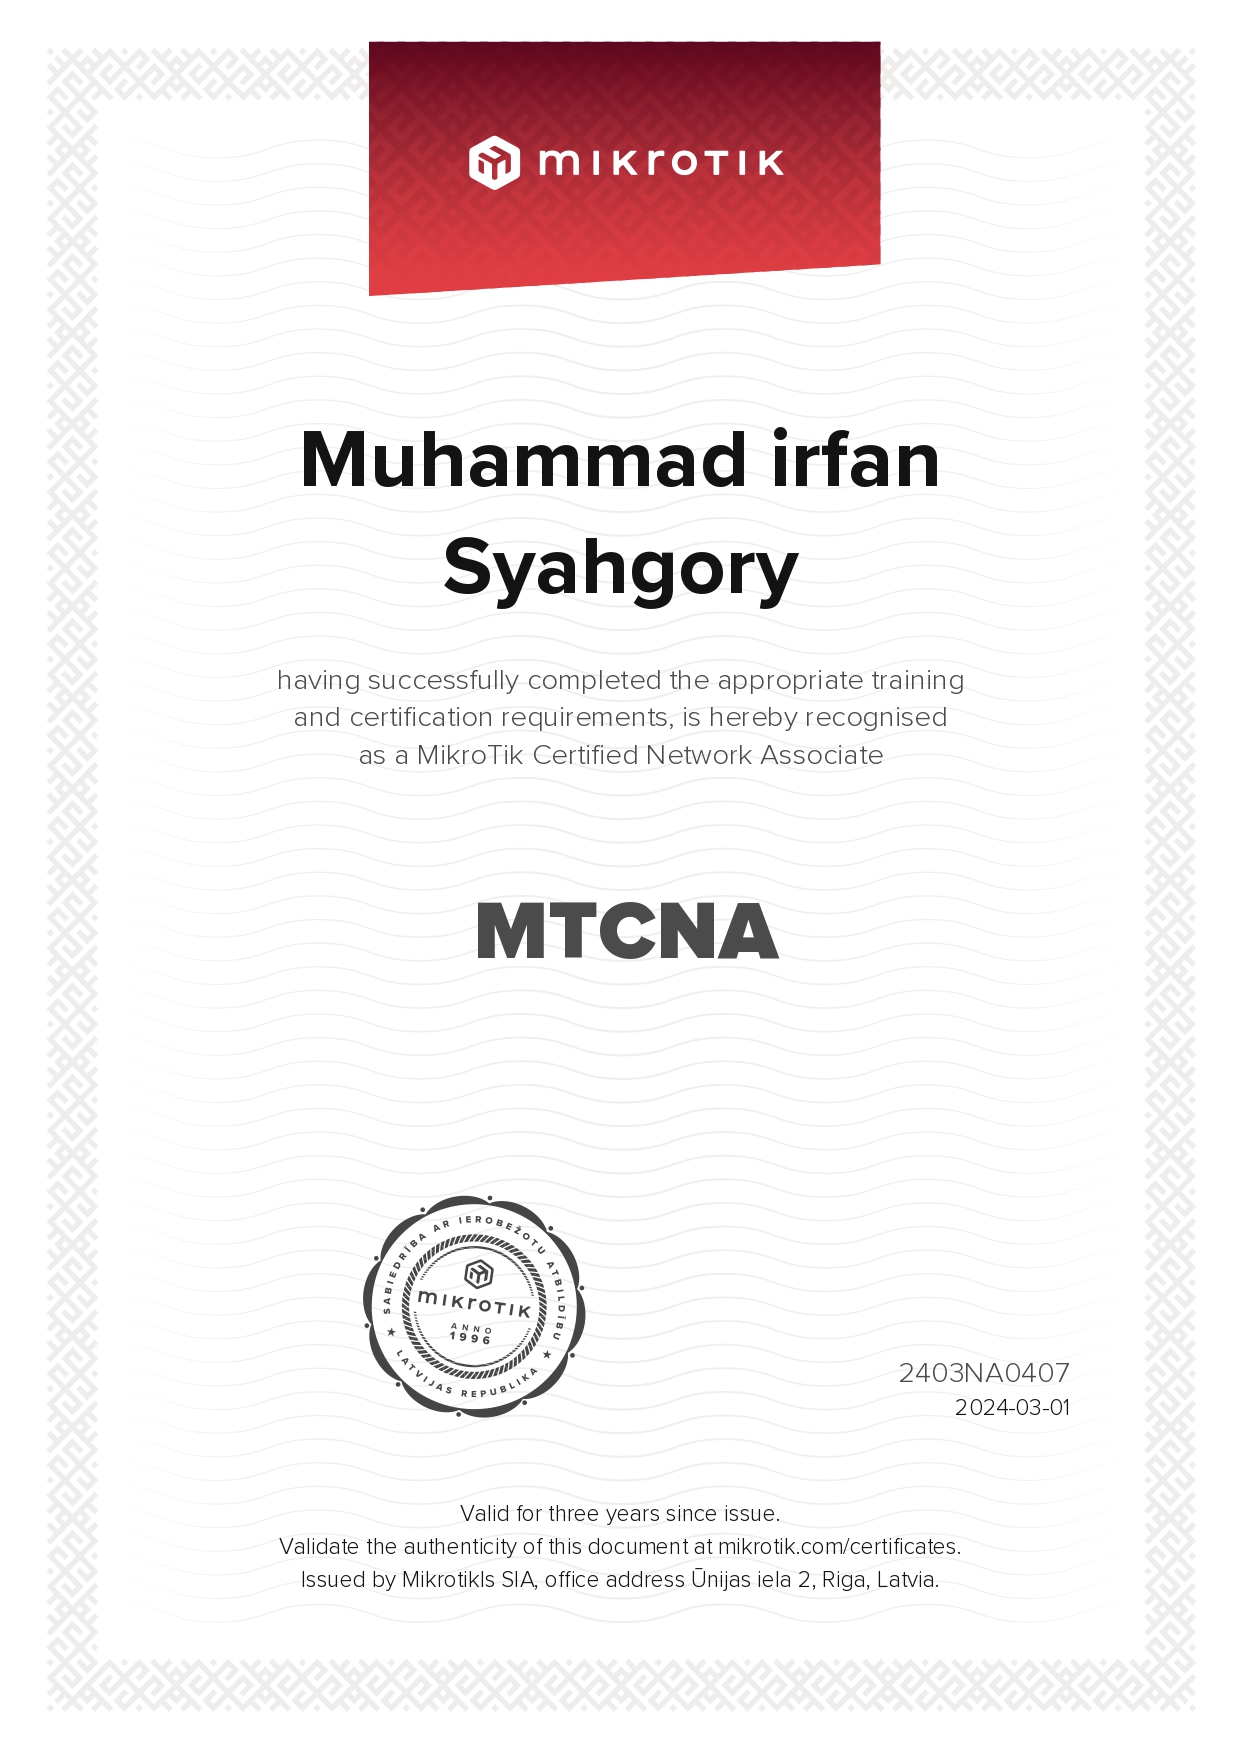 mikrotik
Muhammad irfan
Syahgory
having successfully completed the appropriate training
and certification requirements, is hereby recognised
as a MikroTik Certified Network Associate
MTCNA
SABIEDRĪBA AR IEROBEŽOTU ATBILDĪBU
mikrotik
ANNO
1996
★ LATVIJAS REPUBLIKA ★
2403NA0407
2024-03-01
Valid for three years since issue.
Validate the authenticity of this document at mikrotik.com/certificates.
Issued by Mikrotikls SIA, office address Ūnijas iela 2, Riga, Latvia.